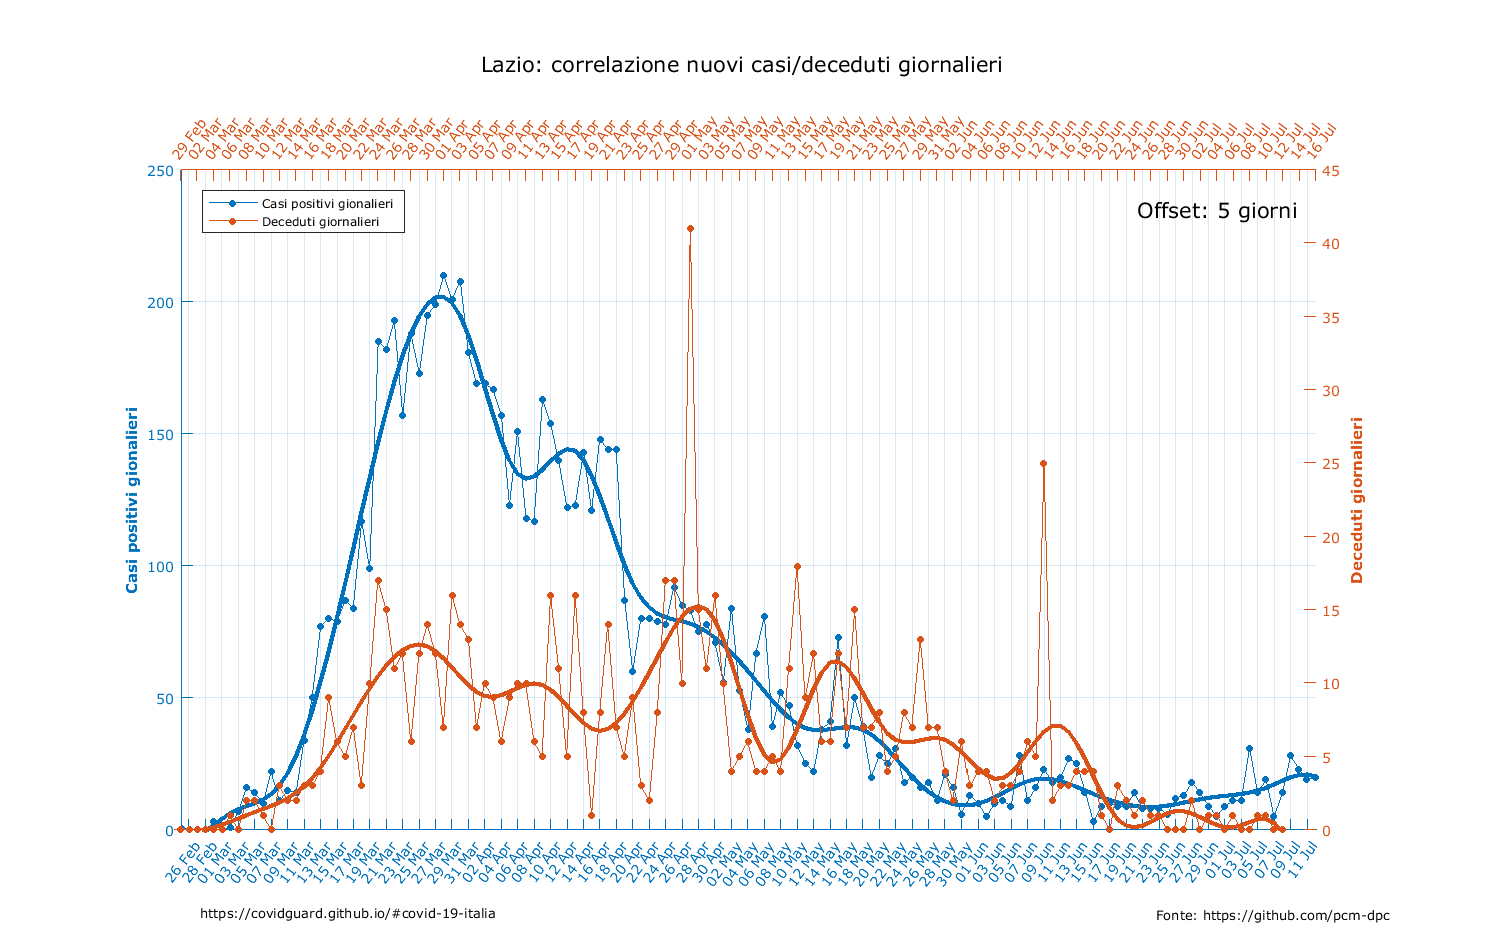 Lazio: correlazione nuovi casi/deceduti giornalieri
29 Feb
02 Mar
04 Mar
06 Mar
08 Mar
10 Mar
12 Mar
14 Mar
16 Mar
18 Mar
20 Mar
22 Mar
24 Mar
26 Mar
28 Mar
30 Mar
01 Apr
03 Apr
05 Apr
07 Apr
09 Apr
11 Apr
13 Apr
15 Apr
17 Apr
19 Apr
21 Apr
23 Apr
25 Apr
27 Apr
29 Apr
01 May
03 May
05 May
07 May
09 May
11 May
13 May
15 May
17 May
19 May
21 May
23 May
25 May
27 May
29 May
31 May
02 Jun
04 Jun
06 Jun
08 Jun
10 Jun
12 Jun
14 Jun
16 Jun
18 Jun
20 Jun
22 Jun
24 Jun
26 Jun
28 Jun
30 Jun
02 Jul
04 Jul
06 Jul
08 Jul
10 Jul
12 Jul
14 Jul
16 Jul
Casi positivi gionalieri
Deceduti giornalieri
Offset: 5 giorni
250
200
150
100
50
0
Casi positivi gionalieri
45
40
35
30
25
20
15
10
5
0
Deceduti giornalieri
26 Feb
28 Feb
01 Mar
03 Mar
05 Mar
07 Mar
09 Mar
11 Mar
13 Mar
15 Mar
17 Mar
19 Mar
21 Mar
23 Mar
25 Mar
27 Mar
29 Mar
31 Mar
02 Apr
04 Apr
06 Apr
08 Apr
10 Apr
12 Apr
14 Apr
16 Apr
18 Apr
20 Apr
22 Apr
24 Apr
26 Apr
28 Apr
30 Apr
02 May
04 May
06 May
08 May
10 May
12 May
14 May
16 May
18 May
20 May
22 May
24 May
26 May
28 May
30 May
01 Jun
03 Jun
05 Jun
07 Jun
09 Jun
11 Jun
13 Jun
15 Jun
17 Jun
19 Jun
21 Jun
23 Jun
25 Jun
27 Jun
29 Jun
01 Jul
03 Jul
05 Jul
07 Jul
09 Jul
11 Jul
https://covidguard.github.io/#covid-19-italia
Fonte: https://github.com/pcm-dpc